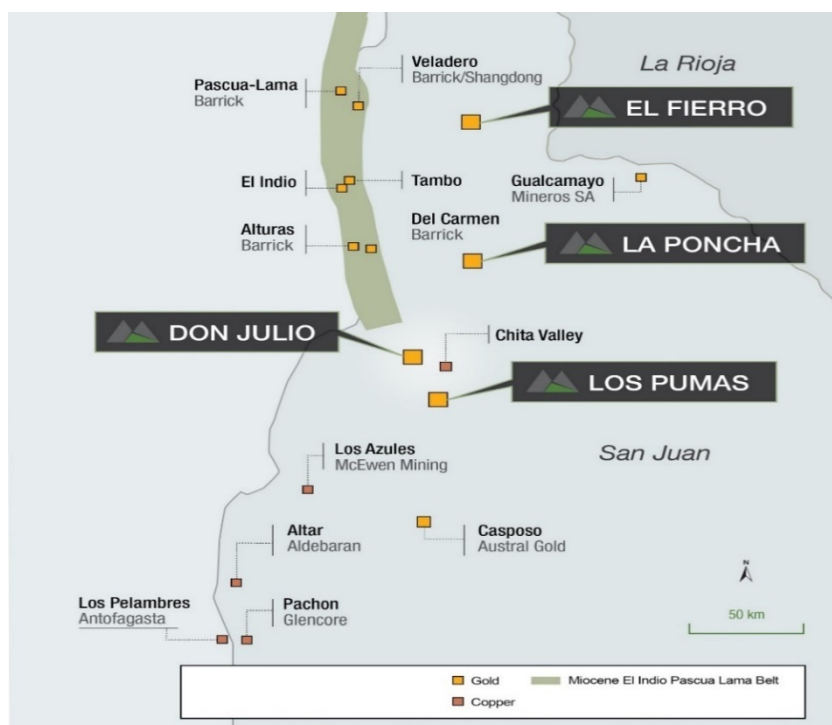 La Rioja
Veladero
Barrick/Shangdong
Pascua-Lama
Barrick
EL FIERRO
El Indio
Tambo
Gualcamayo
Mineros SA
Alturas
Barrick
Del Carmen
Barrick
LA PONCHA
DON JULIO
Chita Valley
LOS PUMAS
Los Azules
McEwen Mining
San Juan
Altar
Aldebaran
Casposo
Austral Gold
N
Los Pelambres
Antofagasta
Pachon
Glencore
50 km
Gold
Miocene El Indio Pascua Lama Belt
Copper